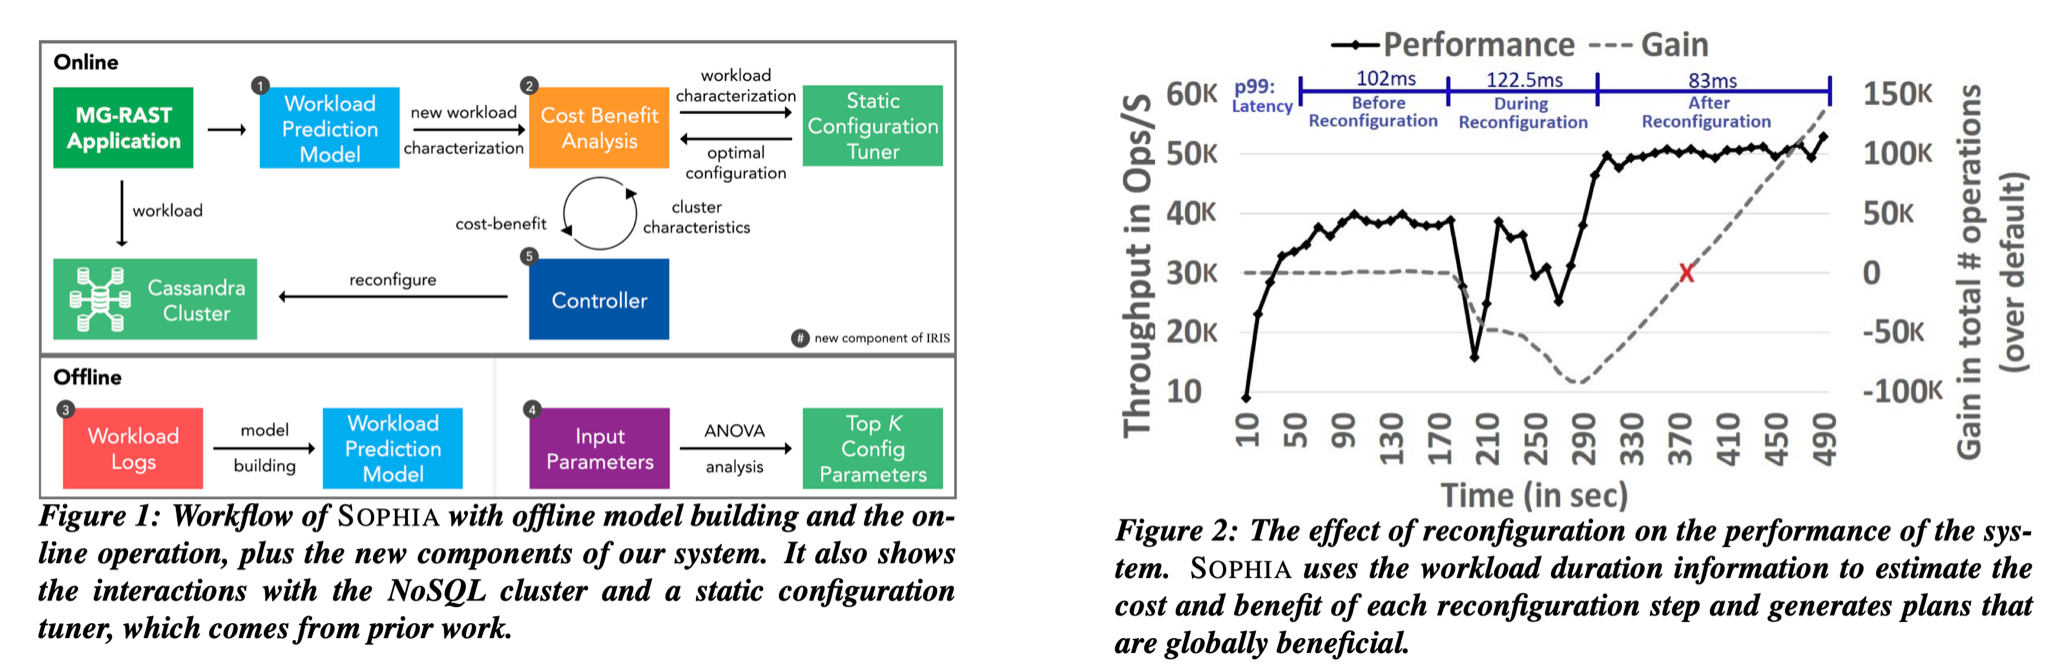 Online
MG-RAST
Application
1
Workload
Prediction
Model
new workload
characterization
2
Cost Benefit
Analysis
workload
characterization
optimal
configuration
Static
Configuration
Tuner
workload
cost-benefit
cluster
characteristics
Cassandra
Cluster
reconfigure
5
Controller
# new component of IRIS
Offline
3
Workload
Logs
model
building
Workload
Prediction
Model
4
Input
Parameters
ANOVA
analysis
Top K
Config
Parameters
Figure 1: Workflow of SOPHIA with offline model building and the on-
line operation, plus the new components of our system. It also shows
the interactions with the NoSQL cluster and a static configuration
tuner, which comes from prior work.
Performance Gain
p99:
Latency
102ms
Before
Reconfiguration
122.5ms
During
Reconfiguration
83ms
After
Reconfiguration
Throughput in Ops/S
60K
50K
40K
30K
20K
10
150K
100K
50K
0
-50K
-100K
Gain in total # operations
(over default)
X
10 50 90 130 170 210 250 290 330 370 410 450 490
Time (in sec)
Figure 2: The effect of reconfiguration on the performance of the sys-
tem. SOPHIA uses the workload duration information to estimate the
cost and benefit of each reconfiguration step and generates plans that
are globally beneficial.